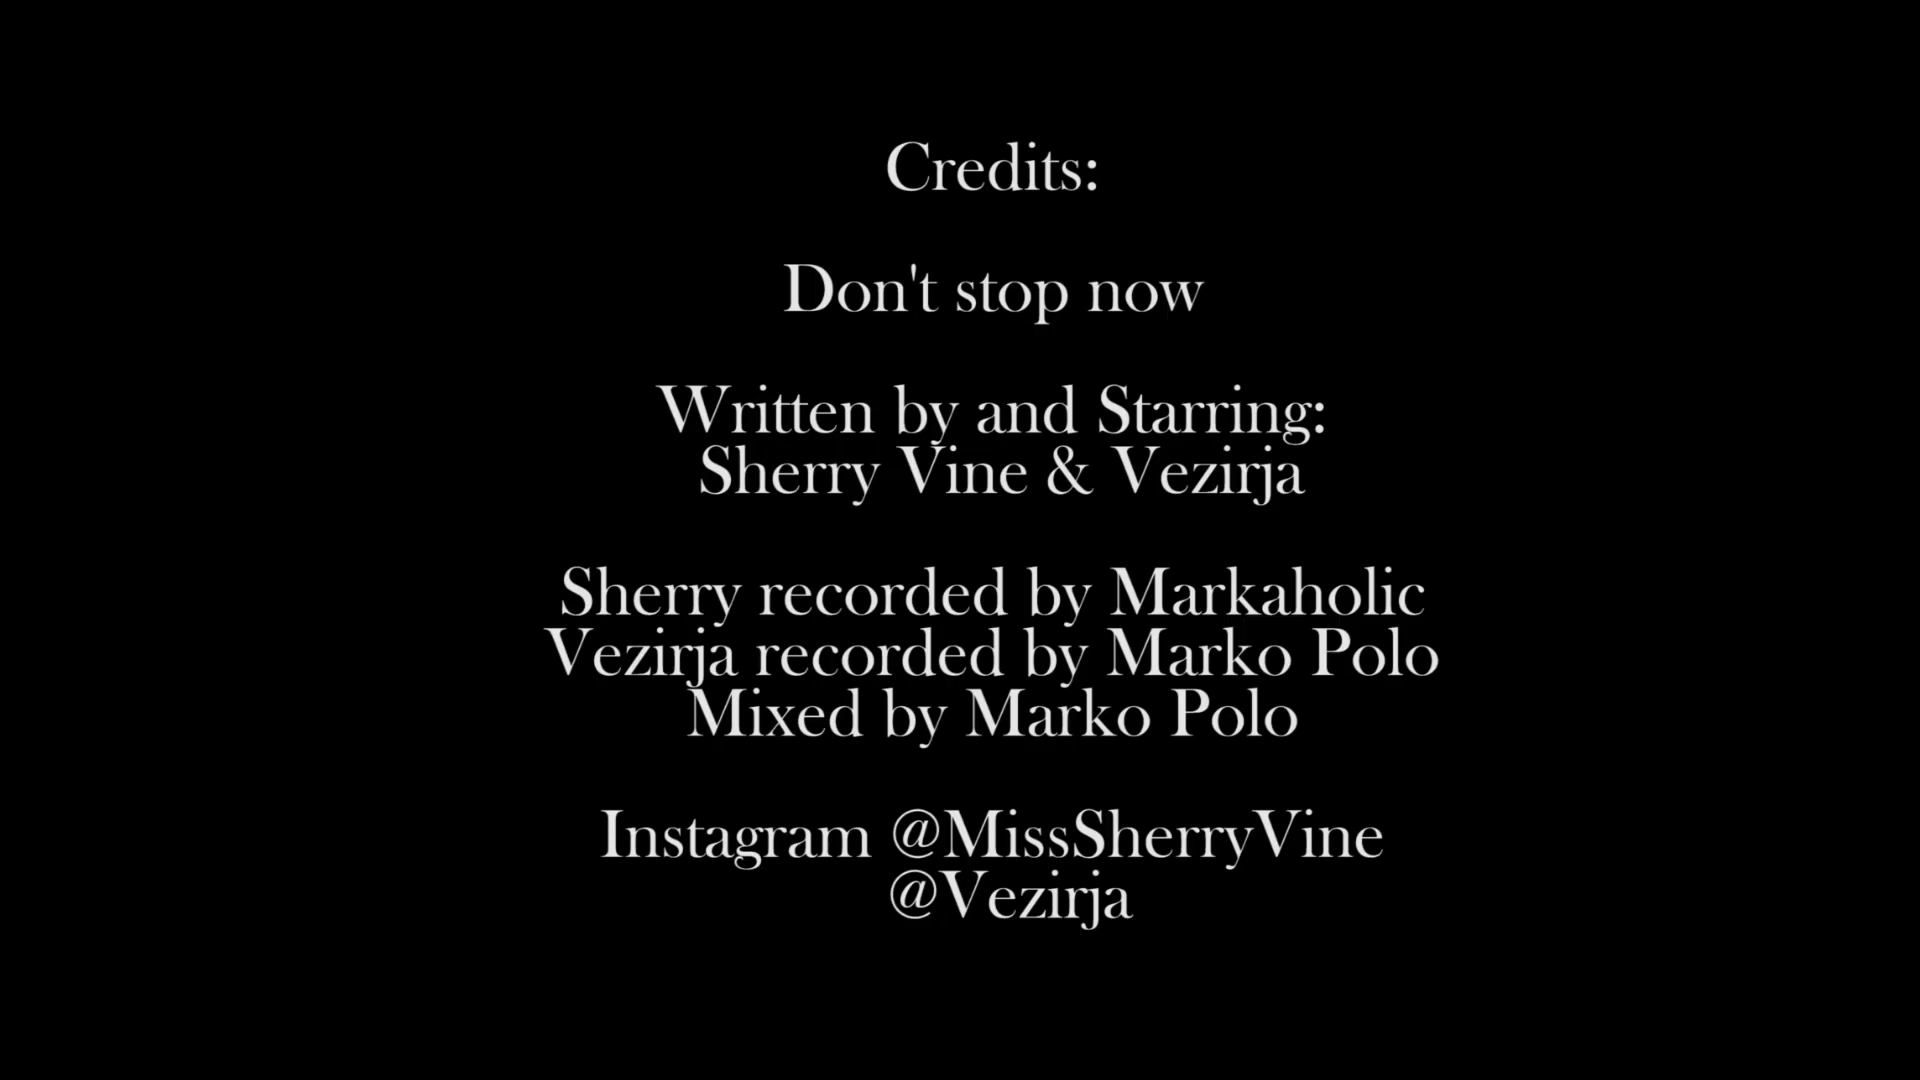 Credits:
Don't stop now
Written by and Starring:
Sherry Vine & Vezirja
Sherry recorded by Markaholic
Vezirja recorded by Marko Polo
Mixed by Marko Polo
Instagram @MissSherryVine
@Vezirja